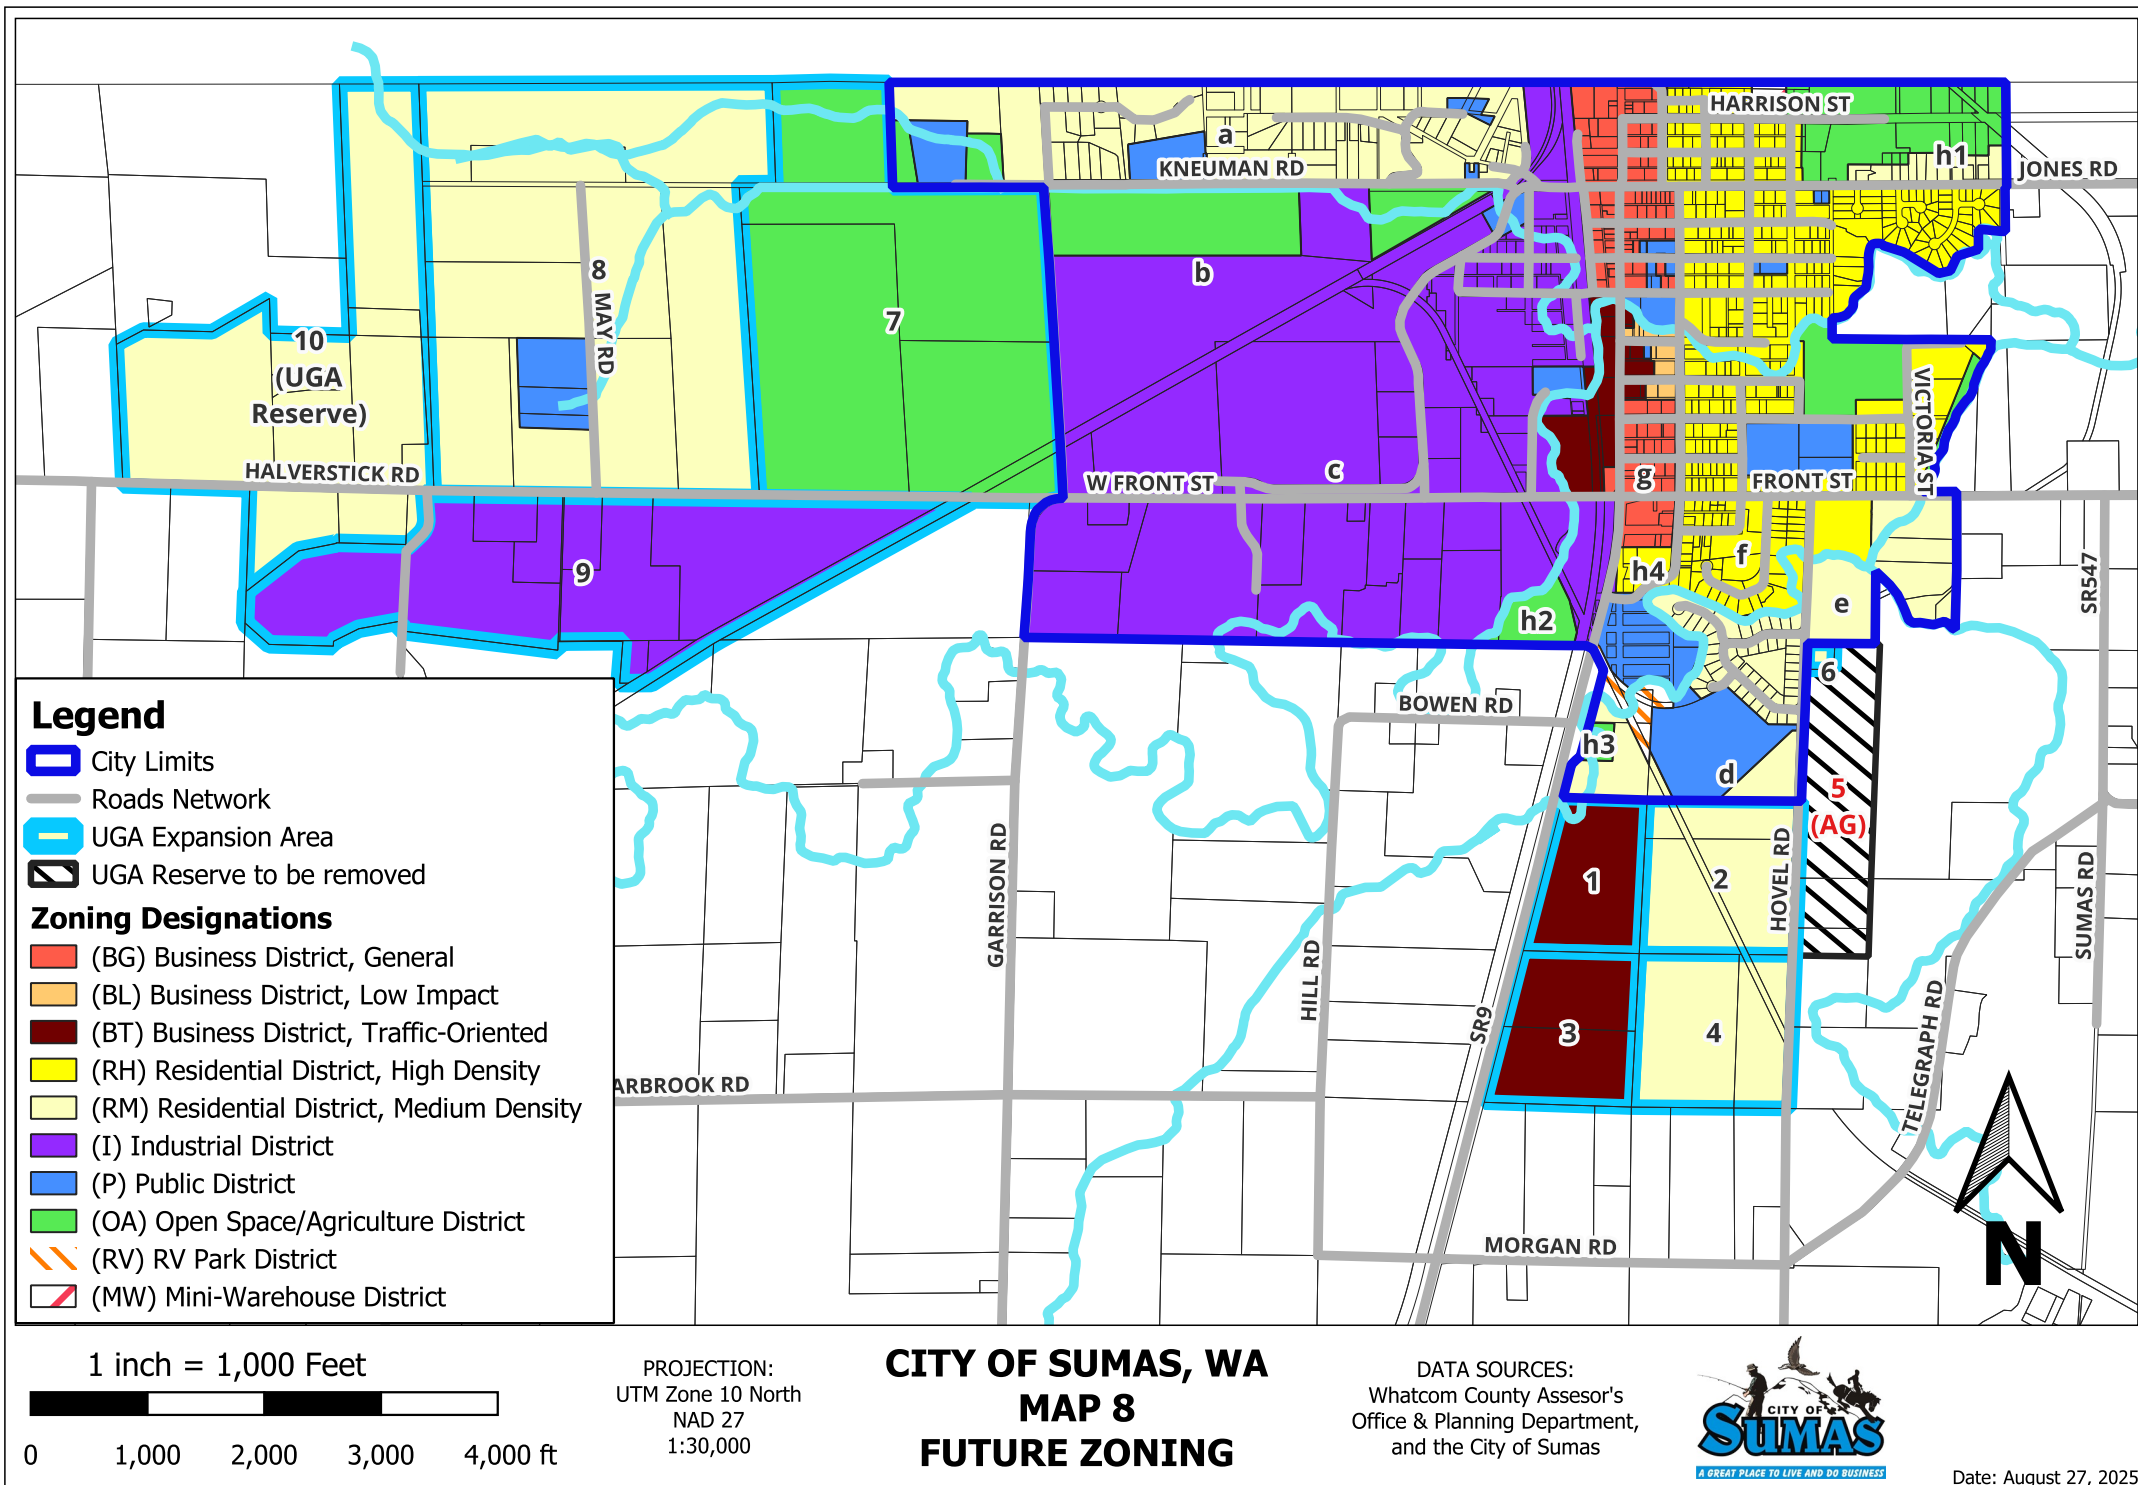 HARRISON ST
a
h1
KNEUMAN RD
JONES RD
8
b
MAY RD
7
10
(UGA
Reserve)
VICTORIA ST
HALVERSTICK RD
W FRONT ST
c
g
FRONT ST
9
f
h4
SR547
e
h2
6
BOWEN RD
h3
d
5
(AG)
1
2
HOVEL RD
GARRISON RD
HILL RD
SUMAS RD
SR9
3
4
TELEGRAPH RD
ARBROOK RD
MORGAN RD
N
Legend
City Limits
Roads Network
UGA Expansion Area
UGA Reserve to be removed
Zoning Designations
(BG) Business District, General
(BL) Business District, Low Impact
(BT) Business District, Traffic-Oriented
(RH) Residential District, High Density
(RM) Residential District, Medium Density
(I) Industrial District
(P) Public District
(OA) Open Space/Agriculture District
(RV) RV Park District
(MW) Mini-Warehouse District
1 inch = 1,000 Feet
0 1,000 2,000 3,000 4,000 ft
PROJECTION:
UTM Zone 10 North
NAD 27
1:30,000
CITY OF SUMAS, WA
MAP 8
FUTURE ZONING
DATA SOURCES:
Whatcom County Assesor's
Office & Planning Department,
and the City of Sumas
CITY OF
SUMAS
A GREAT PLACE TO LIVE AND DO BUSINESS
Date: August 27, 2025